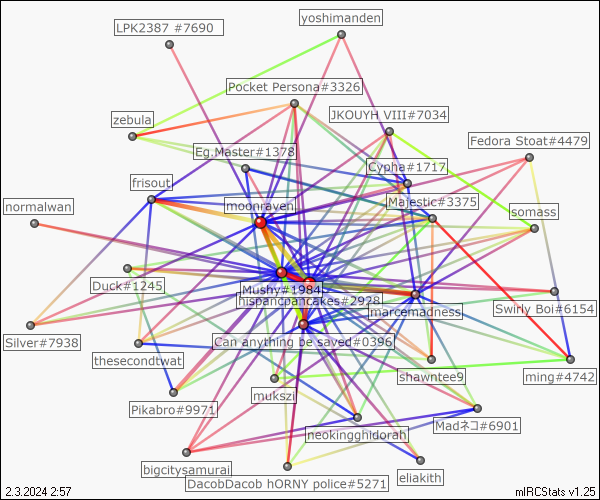 yoshimanden
LPK2387 #7690
Pocket Persona#3326
JKOUYH VIII#7034
zebula
Fedora Stoat#4479
Eg.Master#1378
Cypha#1717
frisout
Majestic#3375
normalwan
moonraven
somass
Duck#1245
Mushy#1984
hispancpancakes#2928
marcemadness
Swirly Boi#6154
Silver#7938
Can anything be saved#0396
thesecondtwat
shawntee9
ming#4742
mukszi
Pikabro#9971
Madネコ#6901
neokingghidorah
bigcitysamurai
eliakith
DacobDacob hORNY police#5271
2.3.2024 2:57
mIRCStats v1.25